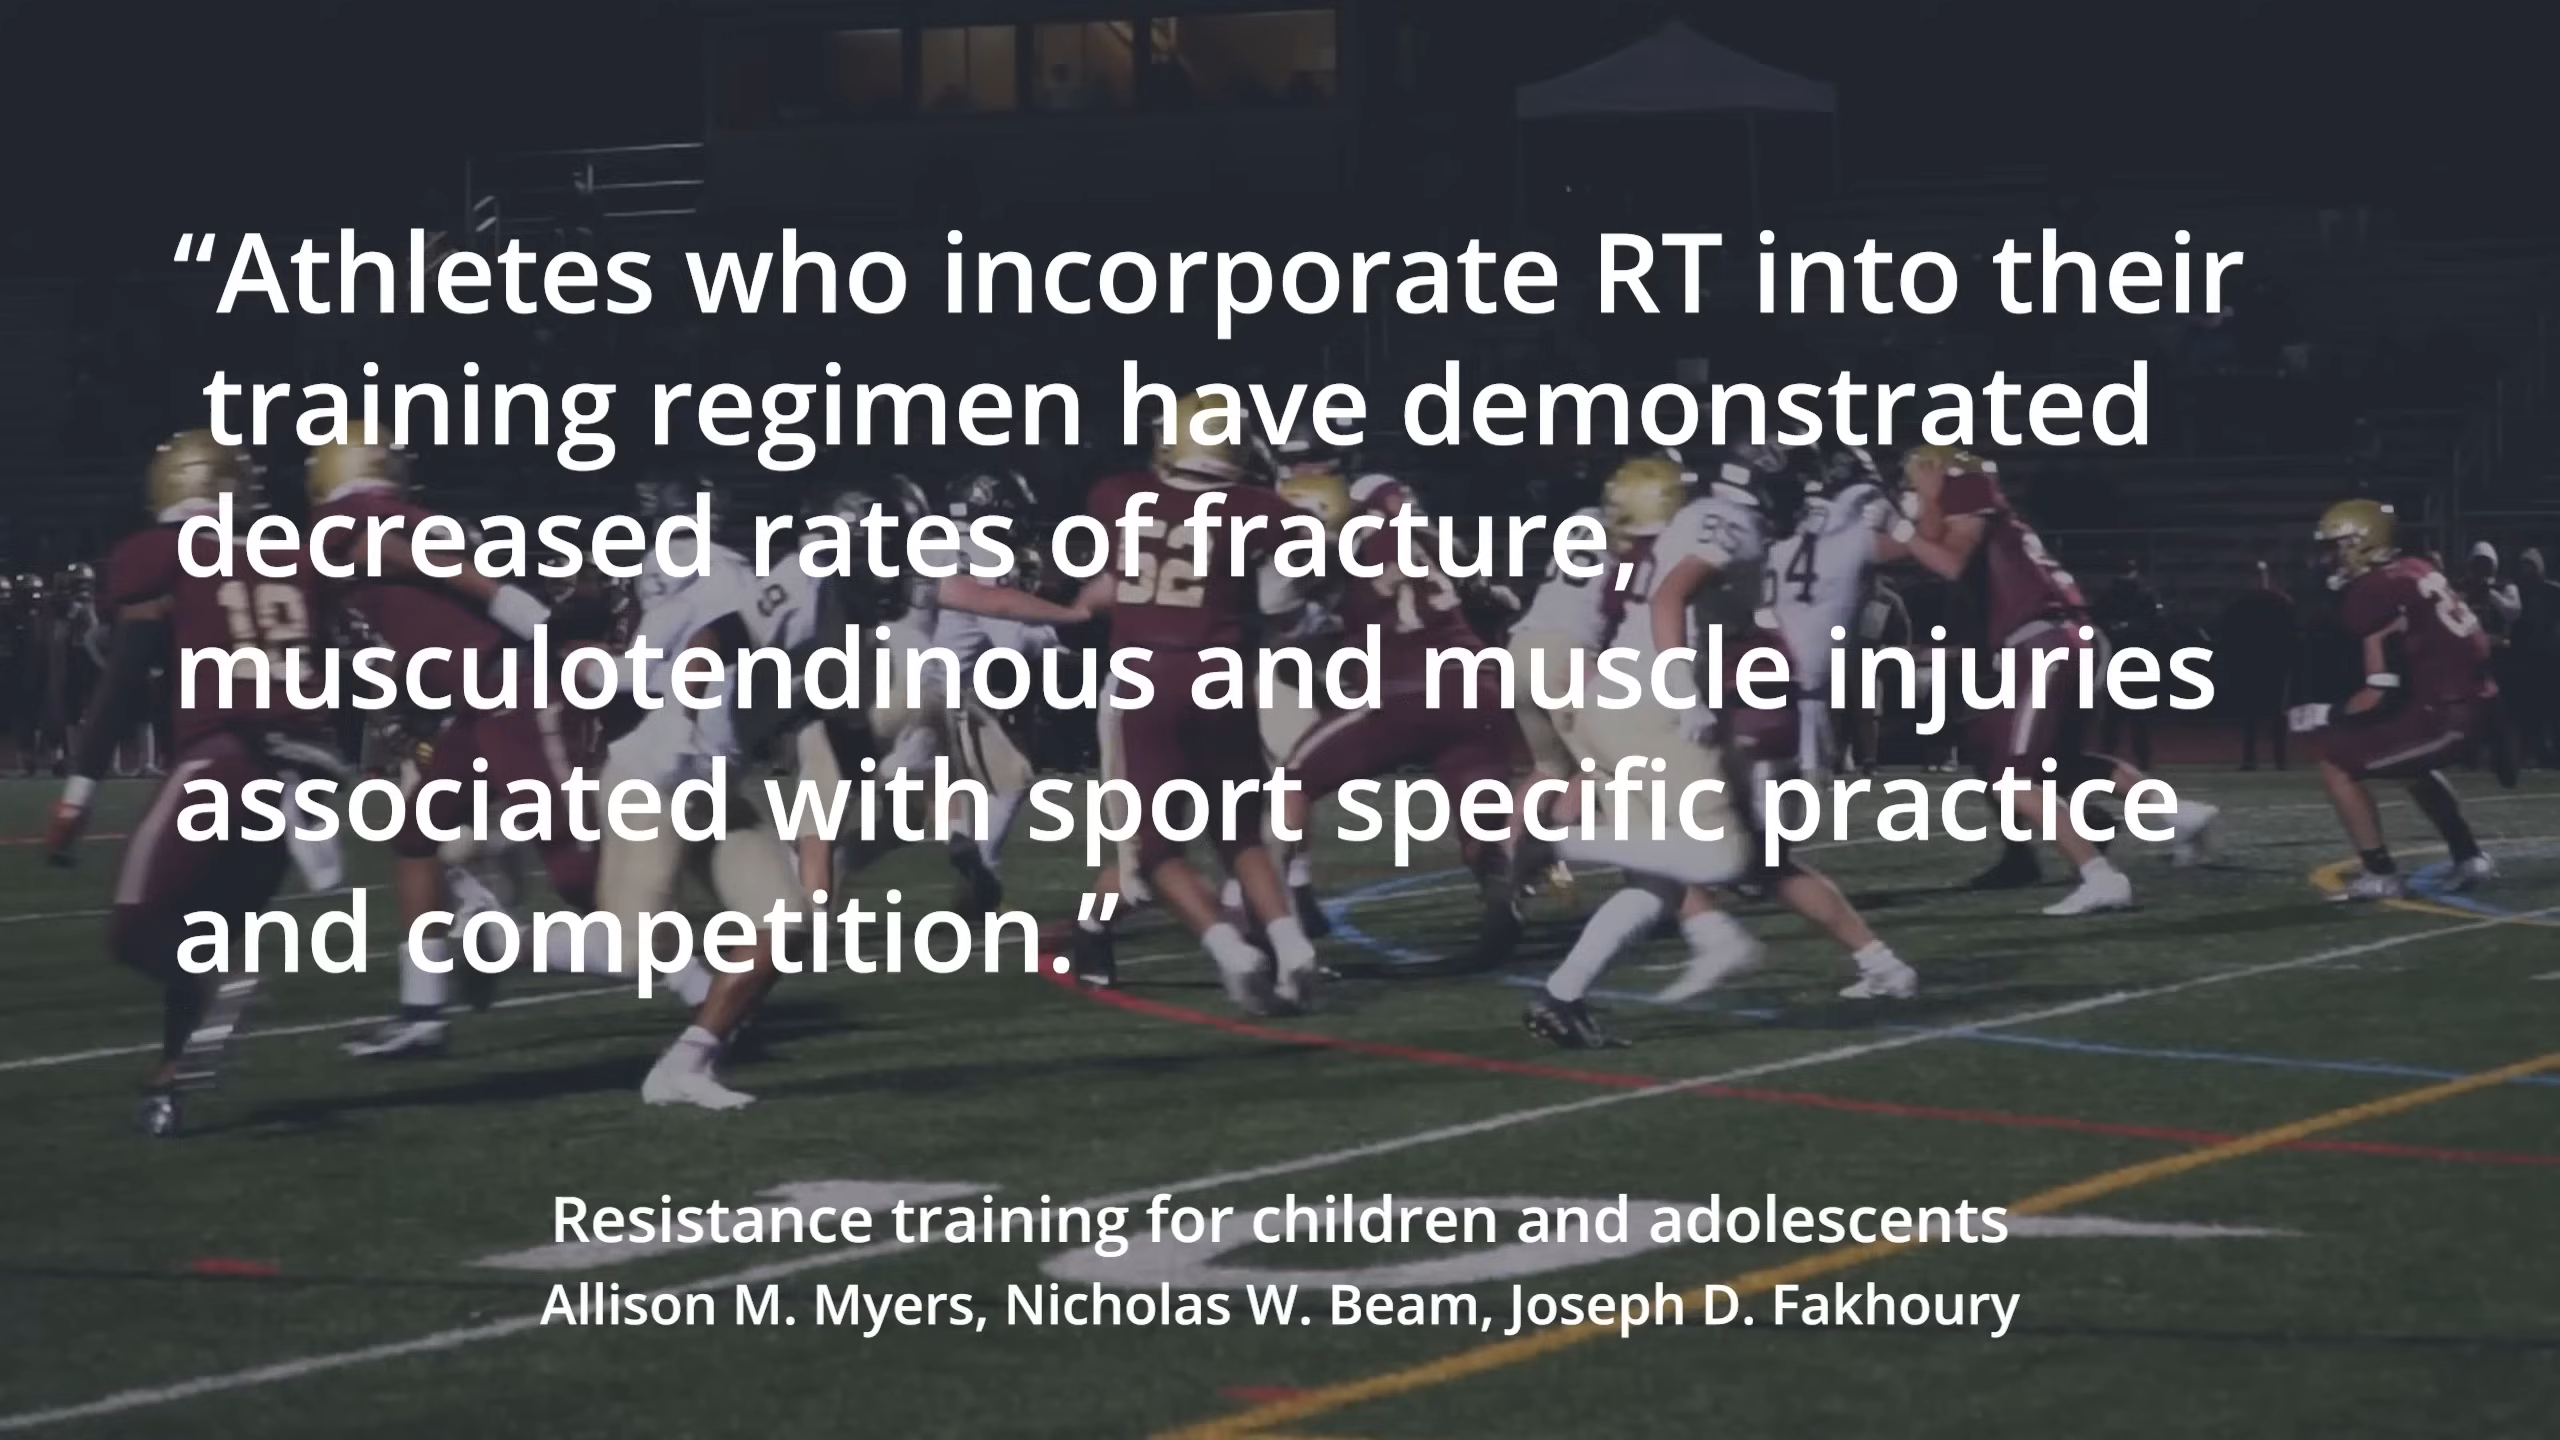 “Athletes who incorporate RT into their
training regimen have demonstrated
decreased rates of fracture,
musculotendinous and muscle injuries
associated with sport specific practice
and competition.”
Resistance training for children and adolescents
Allison M. Myers, Nicholas W. Beam, Joseph D. Fakhoury